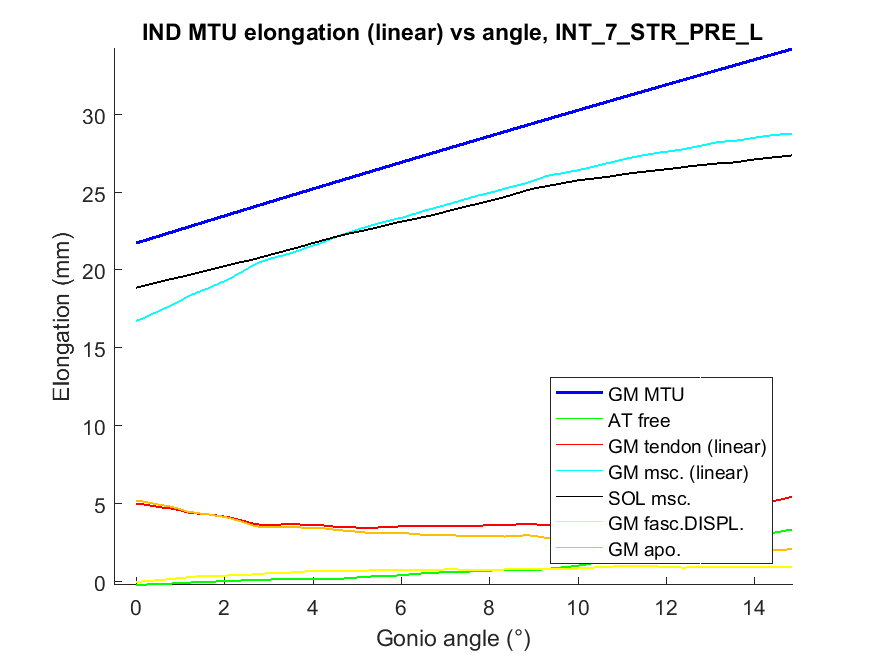 IND MTU elongation (linear) vs angle, INT_7_STR_PRE_L
Elongation (mm)
30
25
20
15
10
5
0
0 2 4 6 8 10 12 14
Gonio angle (°)
GM MTU
AT free
GM tendon (linear)
GM msc. (linear)
SOL msc.
GM fasc.DISPL.
GM apo.